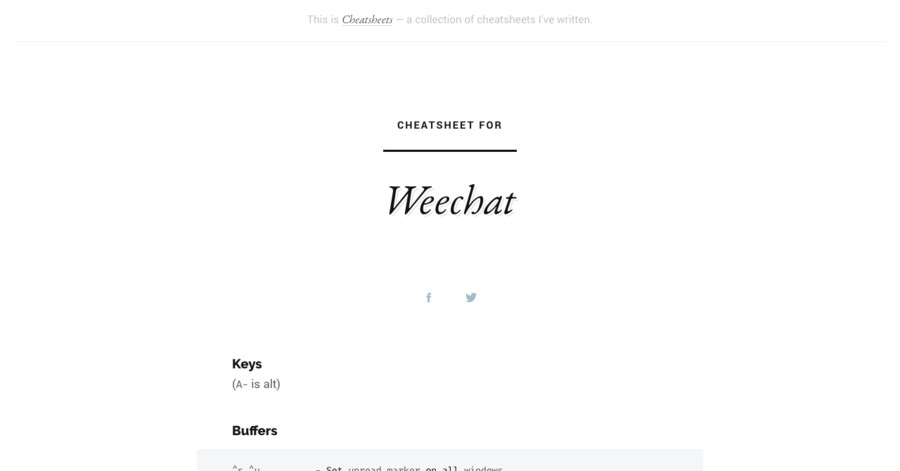 This is Cheatsheets — a collection of cheatsheets I've written.
CHEATSHEET FOR
Weechat
Keys
(A- is alt)
Buffers
^s ^u - Set unread marker on all windows